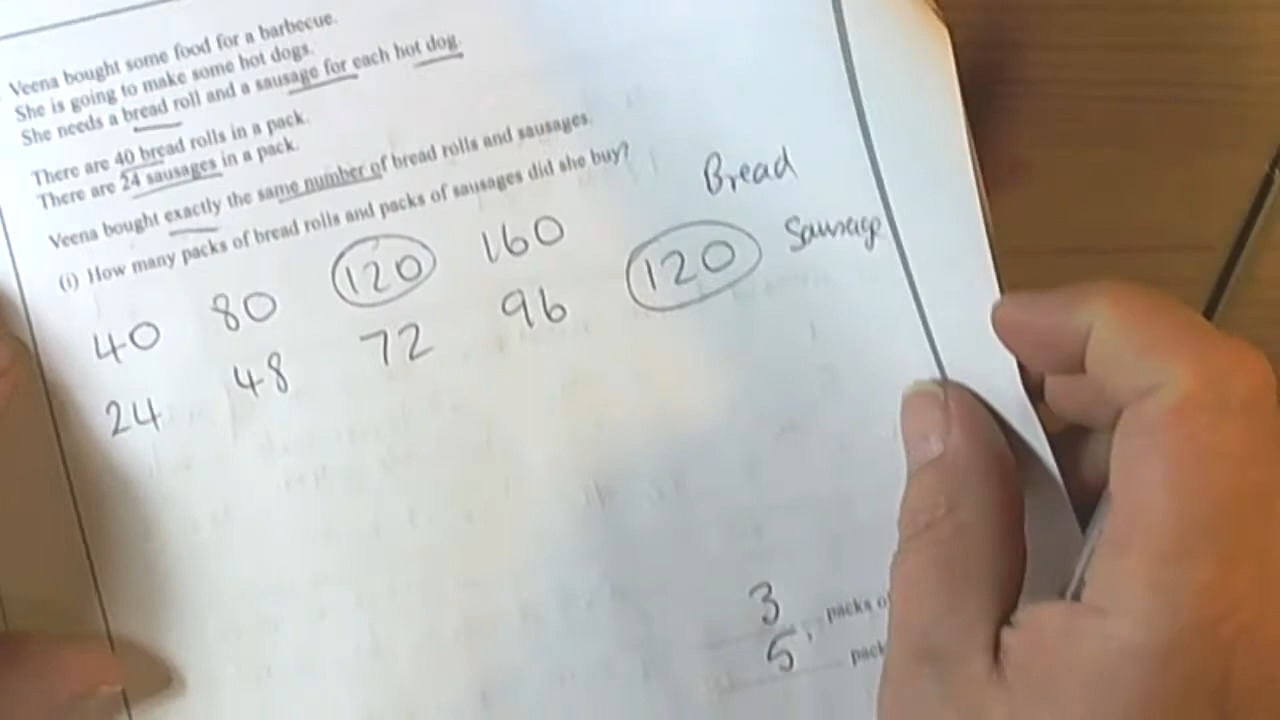 Veena bought some food for a barbecue.
She is going to make some hot dogs.
She needs a bread roll and a sausage for each hot dog.
There are 40 bread rolls in a pack.
There are 24 sausages in a pack.
Veena bought exactly the same number of bread rolls and sausages.
(i) How many packs of bread rolls and packs of sausages did she buy?
40 80 120 160 Bread
24 48 72 96 120 Sausage
3 packs o
5, pack